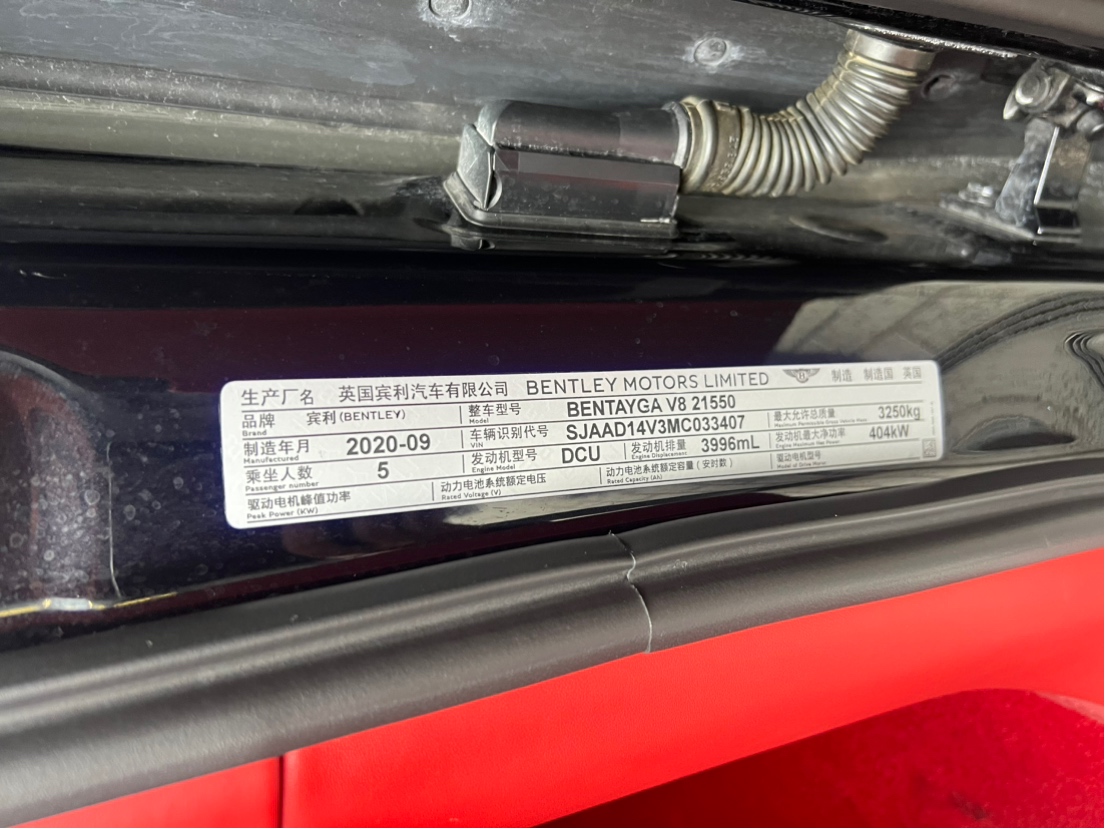 生产厂名 英国宾利汽车有限公司 BENTLEY MOTORS LIMITED 制造 制造国 英国
品牌 宾利(BENTLEY) 整车型号 BENTAYGA V8 21550 最大允许总质量 3250kg
Brand Model Maximum Permissible Mass
制造年月 2020-09 车辆识别代号 SJAAD14V3MC033407 发动机最大净功率 404kW
Manufactured VIN Engine Maximum Net Power
乘坐人数 5 发动机型号 DCU 发动机排量 3996mL 驱动电机型号
Passenger number Engine Model Engine Displacement Model of Drive Motor
驱动电机峰值功率 动力电池系统额定电压 动力电池系统额定容量(安时数)
Peak Power (KW) Rated Voltage (V) Rated Capacity (Ah)